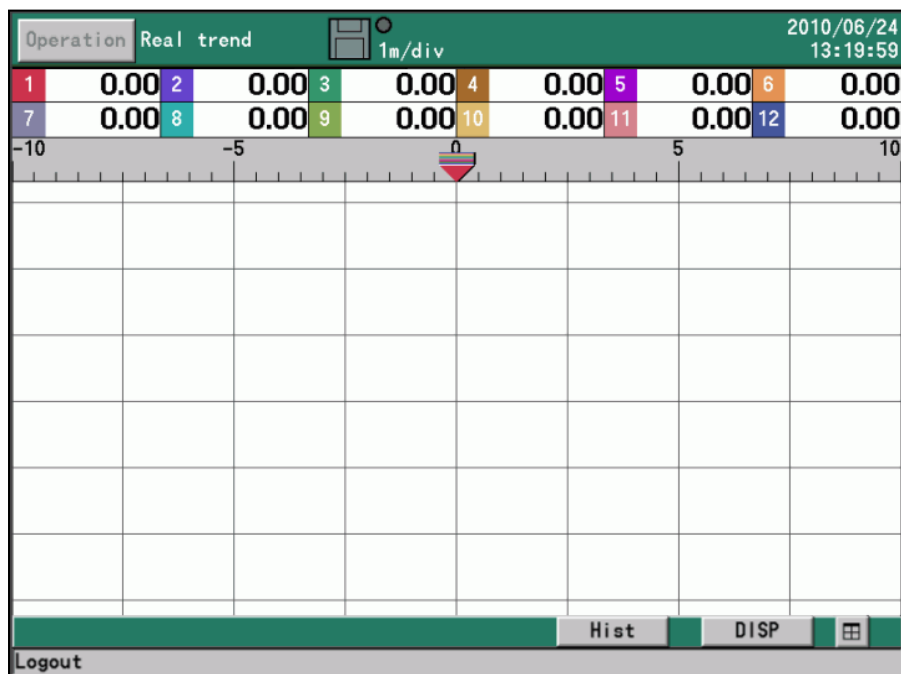 Operation Real trend 1m/div 2010/06/24
13:19:59
1 0.00 2 0.00 3 0.00 4 0.00 5 0.00 6 0.00
7 0.00 8 0.00 9 0.00 10 0.00 11 0.00 12 0.00
-10 -5 0 5 10
Hist DISP
Logout